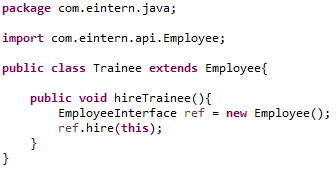 package com.eintern.java;
import com.eintern.api.Employee;
public class Trainee extends Employee{
public void hireTrainee(){
EmployeeInterface ref = new Employee();
ref.hire(this);
}
}